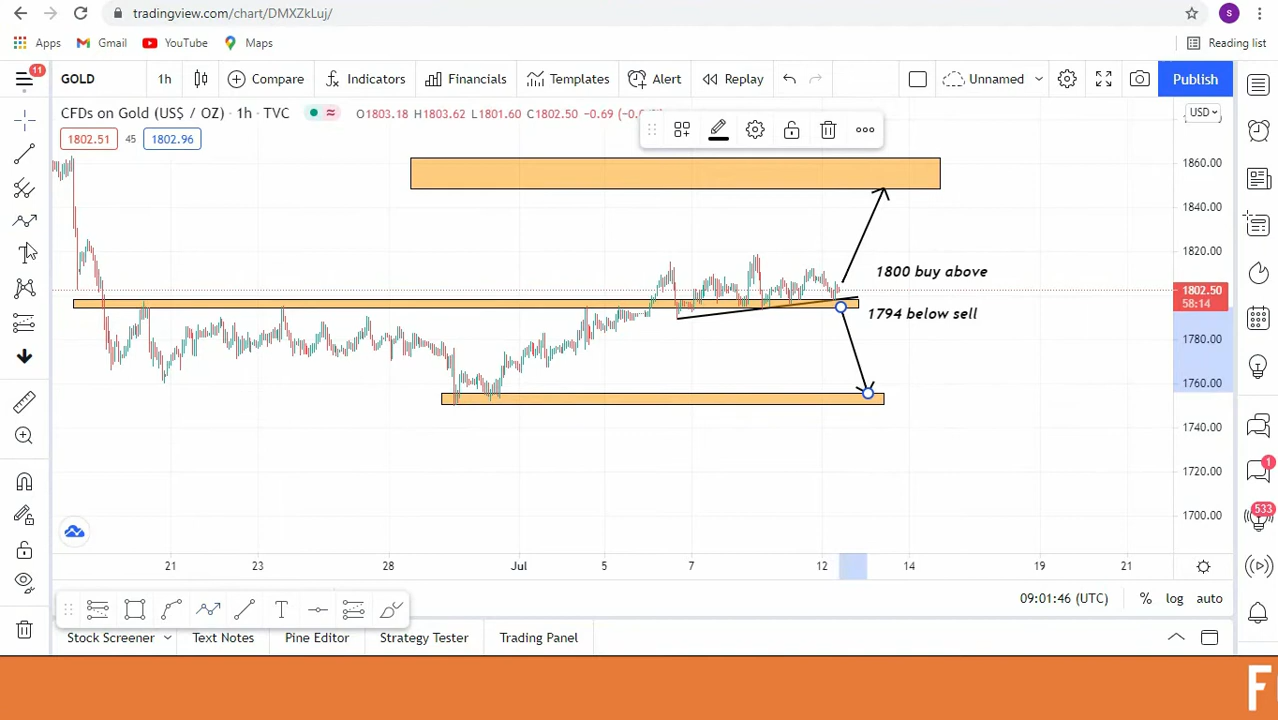 tradingview.com/chart/DMXZkLuj/
S
Apps
Gmail
YouTube
Maps
Reading list
11
GOLD
1h
Compare
Indicators
Financials
Templates
Alert
Replay
Unnamed
Publish
CFDs on Gold (US$ / OZ) · 1h · TVC
O1803.18 H1803.62 L1801.60 C1802.50 −0.69
USD
1802.51
45
1802.96
1860.00
1840.00
1820.00
1800 buy above
1802.50
58:14
1794 below sell
1780.00
1760.00
1740.00
1720.00
1700.00
1
533
21
23
28
Jul
5
7
12
14
19
21
09:01:46 (UTC)
%
log
auto
Stock Screener
Text Notes
Pine Editor
Strategy Tester
Trading Panel
F